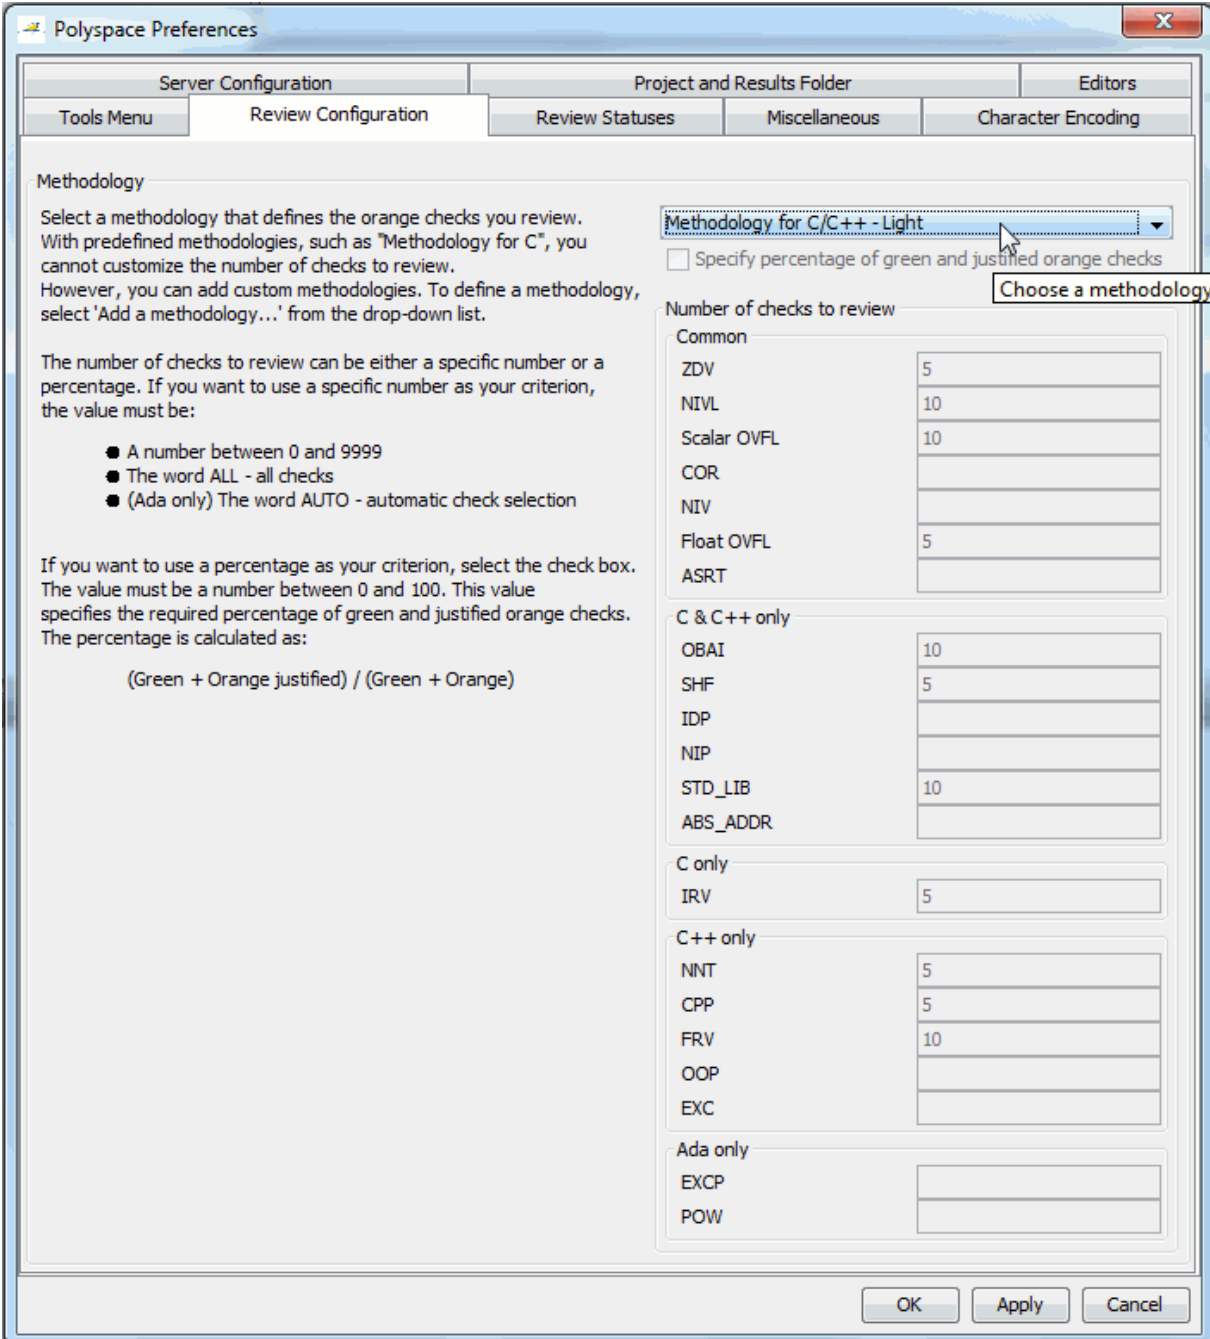 Polyspace Preferences
X
Server Configuration
Project and Results Folder
Editors
Tools Menu
Review Configuration
Review Statuses
Miscellaneous
Character Encoding
Methodology
Select a methodology that defines the orange checks you review.
With predefined methodologies, such as "Methodology for C", you
cannot customize the number of checks to review.
However, you can add custom methodologies. To define a methodology,
select 'Add a methodology...' from the drop-down list.
The number of checks to review can be either a specific number or a
percentage. If you want to use a specific number as your criterion,
the value must be:
● A number between 0 and 9999
● The word ALL - all checks
● (Ada only) The word AUTO - automatic check selection
If you want to use a percentage as your criterion, select the check box.
The value must be a number between 0 and 100. This value
specifies the required percentage of green and justified orange checks.
The percentage is calculated as:
(Green + Orange justified) / (Green + Orange)
Methodology for C/C++ - Light
Specify percentage of green and justified orange checks
Choose a methodology
Number of checks to review
Common
ZDV 5
NIVL 10
Scalar OVFL 10
COR
NIV
Float OVFL 5
ASRT
C & C++ only
OBAI 10
SHF 5
IDP
NIP
STD_LIB 10
ABS_ADDR
C only
IRV 5
C++ only
NNT 5
CPP 5
FRV 10
OOP
EXC
Ada only
EXCP
POW
OK
Apply
Cancel